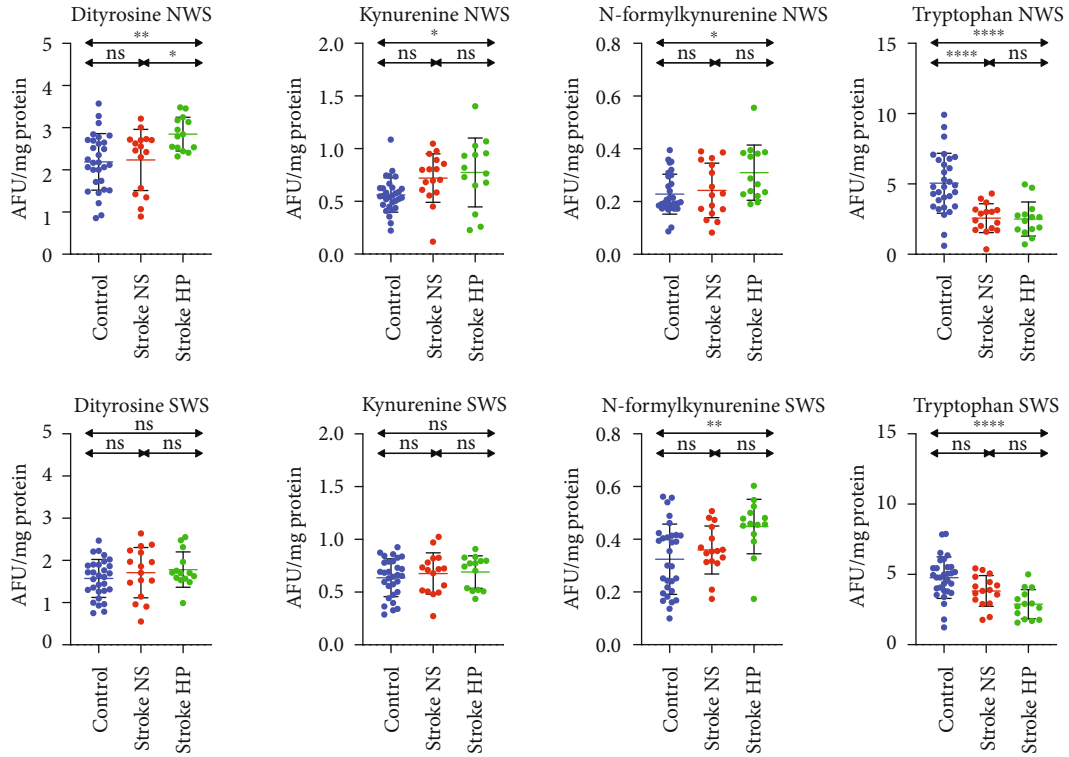 Dityrosine NWS
**
ns *
5
4
3
2
1
0
AFU/mg protein
Control
Stroke NS
Stroke HP
Kynurenine NWS
*
ns ns
2.0
1.5
1.0
0.5
0.0
AFU/mg protein
Control
Stroke NS
Stroke HP
N-formylkynurenine NWS
*
ns ns
0.8
0.6
0.4
0.2
0.0
AFU/mg protein
Control
Stroke NS
Stroke HP
Tryptophan NWS
****
**** ns
15
10
5
0
AFU/mg protein
Control
Stroke NS
Stroke HP
Dityrosine SWS
ns
ns ns
5
4
3
2
1
0
AFU/mg protein
Control
Stroke NS
Stroke HP
Kynurenine SWS
ns
ns ns
2.0
1.5
1.0
0.5
0.0
AFU/mg protein
Control
Stroke NS
Stroke HP
N-formylkynurenine SWS
**
ns ns
0.8
0.6
0.4
0.2
0.0
AFU/mg protein
Control
Stroke NS
Stroke HP
Tryptophan SWS
****
ns ns
15
10
5
0
AFU/mg protein
Control
Stroke NS
Stroke HP